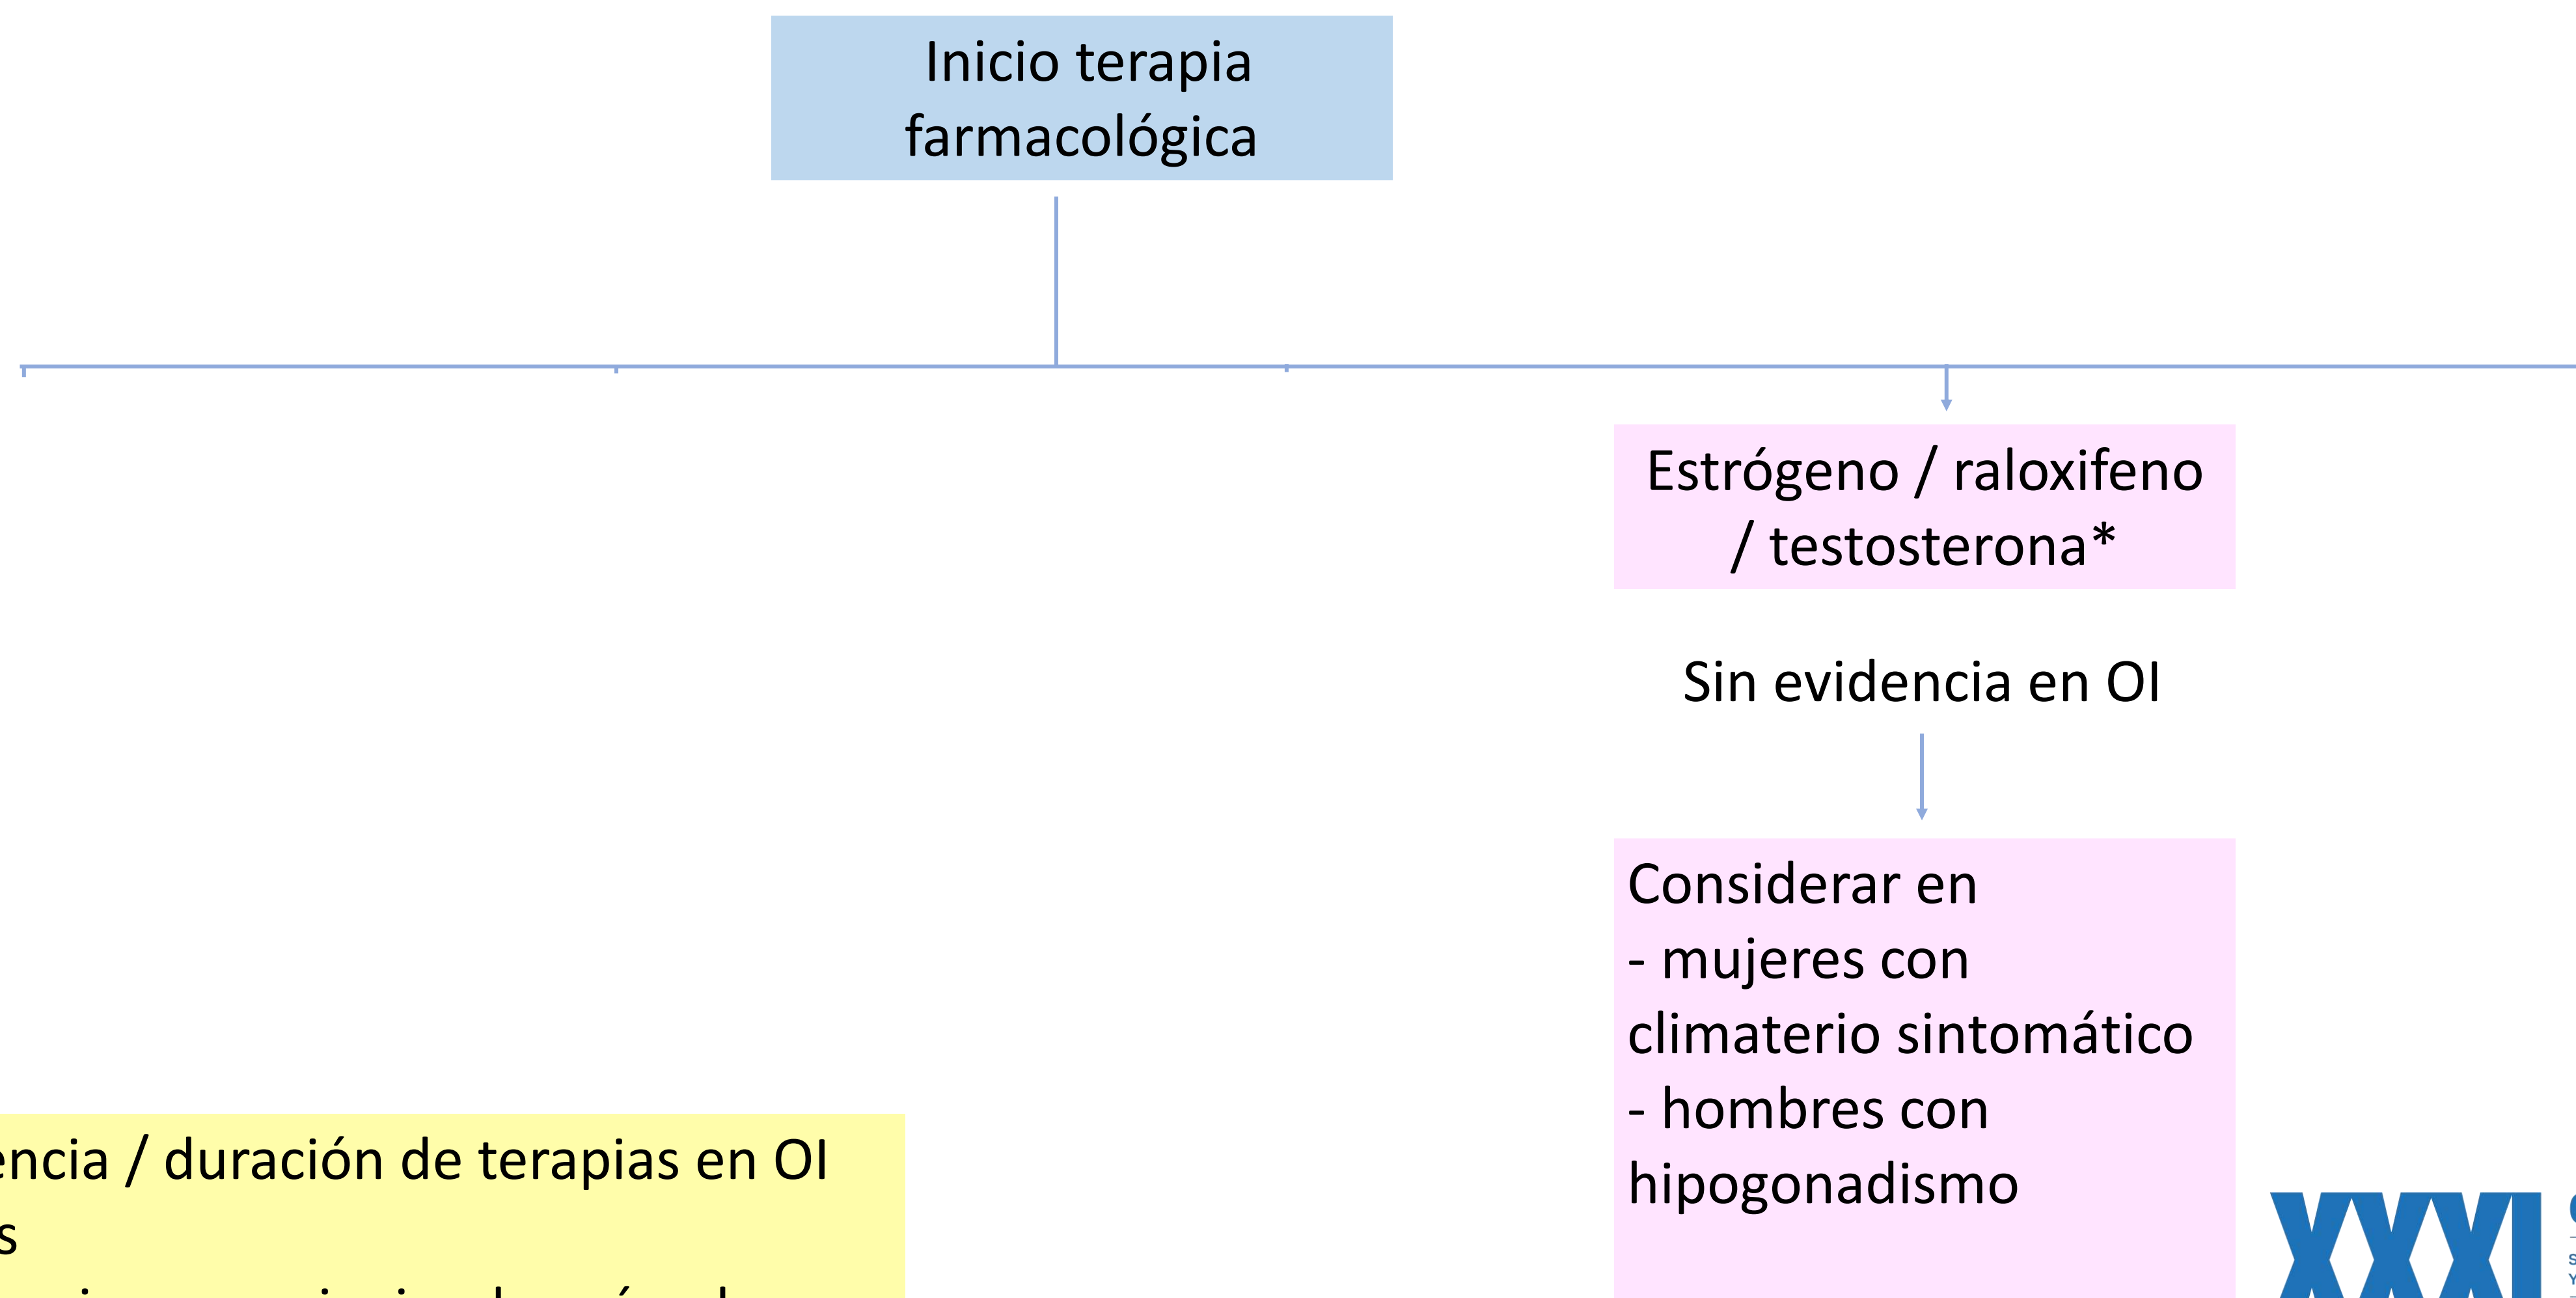 Inicio terapia
farmacológica
Estrógeno / raloxifeno
/ testosterona*
Sin evidencia en OI
Considerar en
- mujeres con
climaterio sintomático
- hombres con
hipogonadismo
/ duración de terapias en OI
XXXI